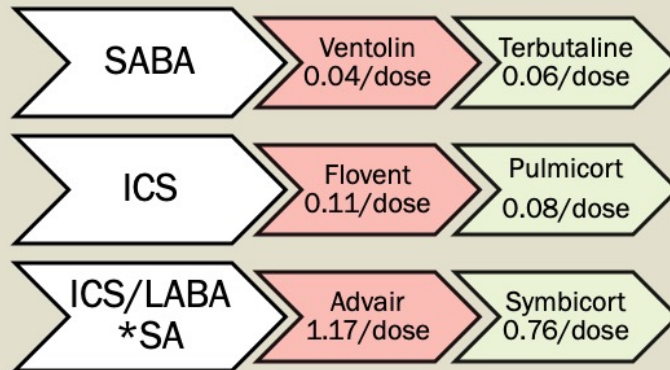 SABA
Ventolin
0.04/dose
Terbutaline
0.06/dose
ICS
Flovent
0.11/dose
Pulmicort
0.08/dose
ICS/LABA
*SA
Advair
1.17/dose
Symbicort
0.76/dose